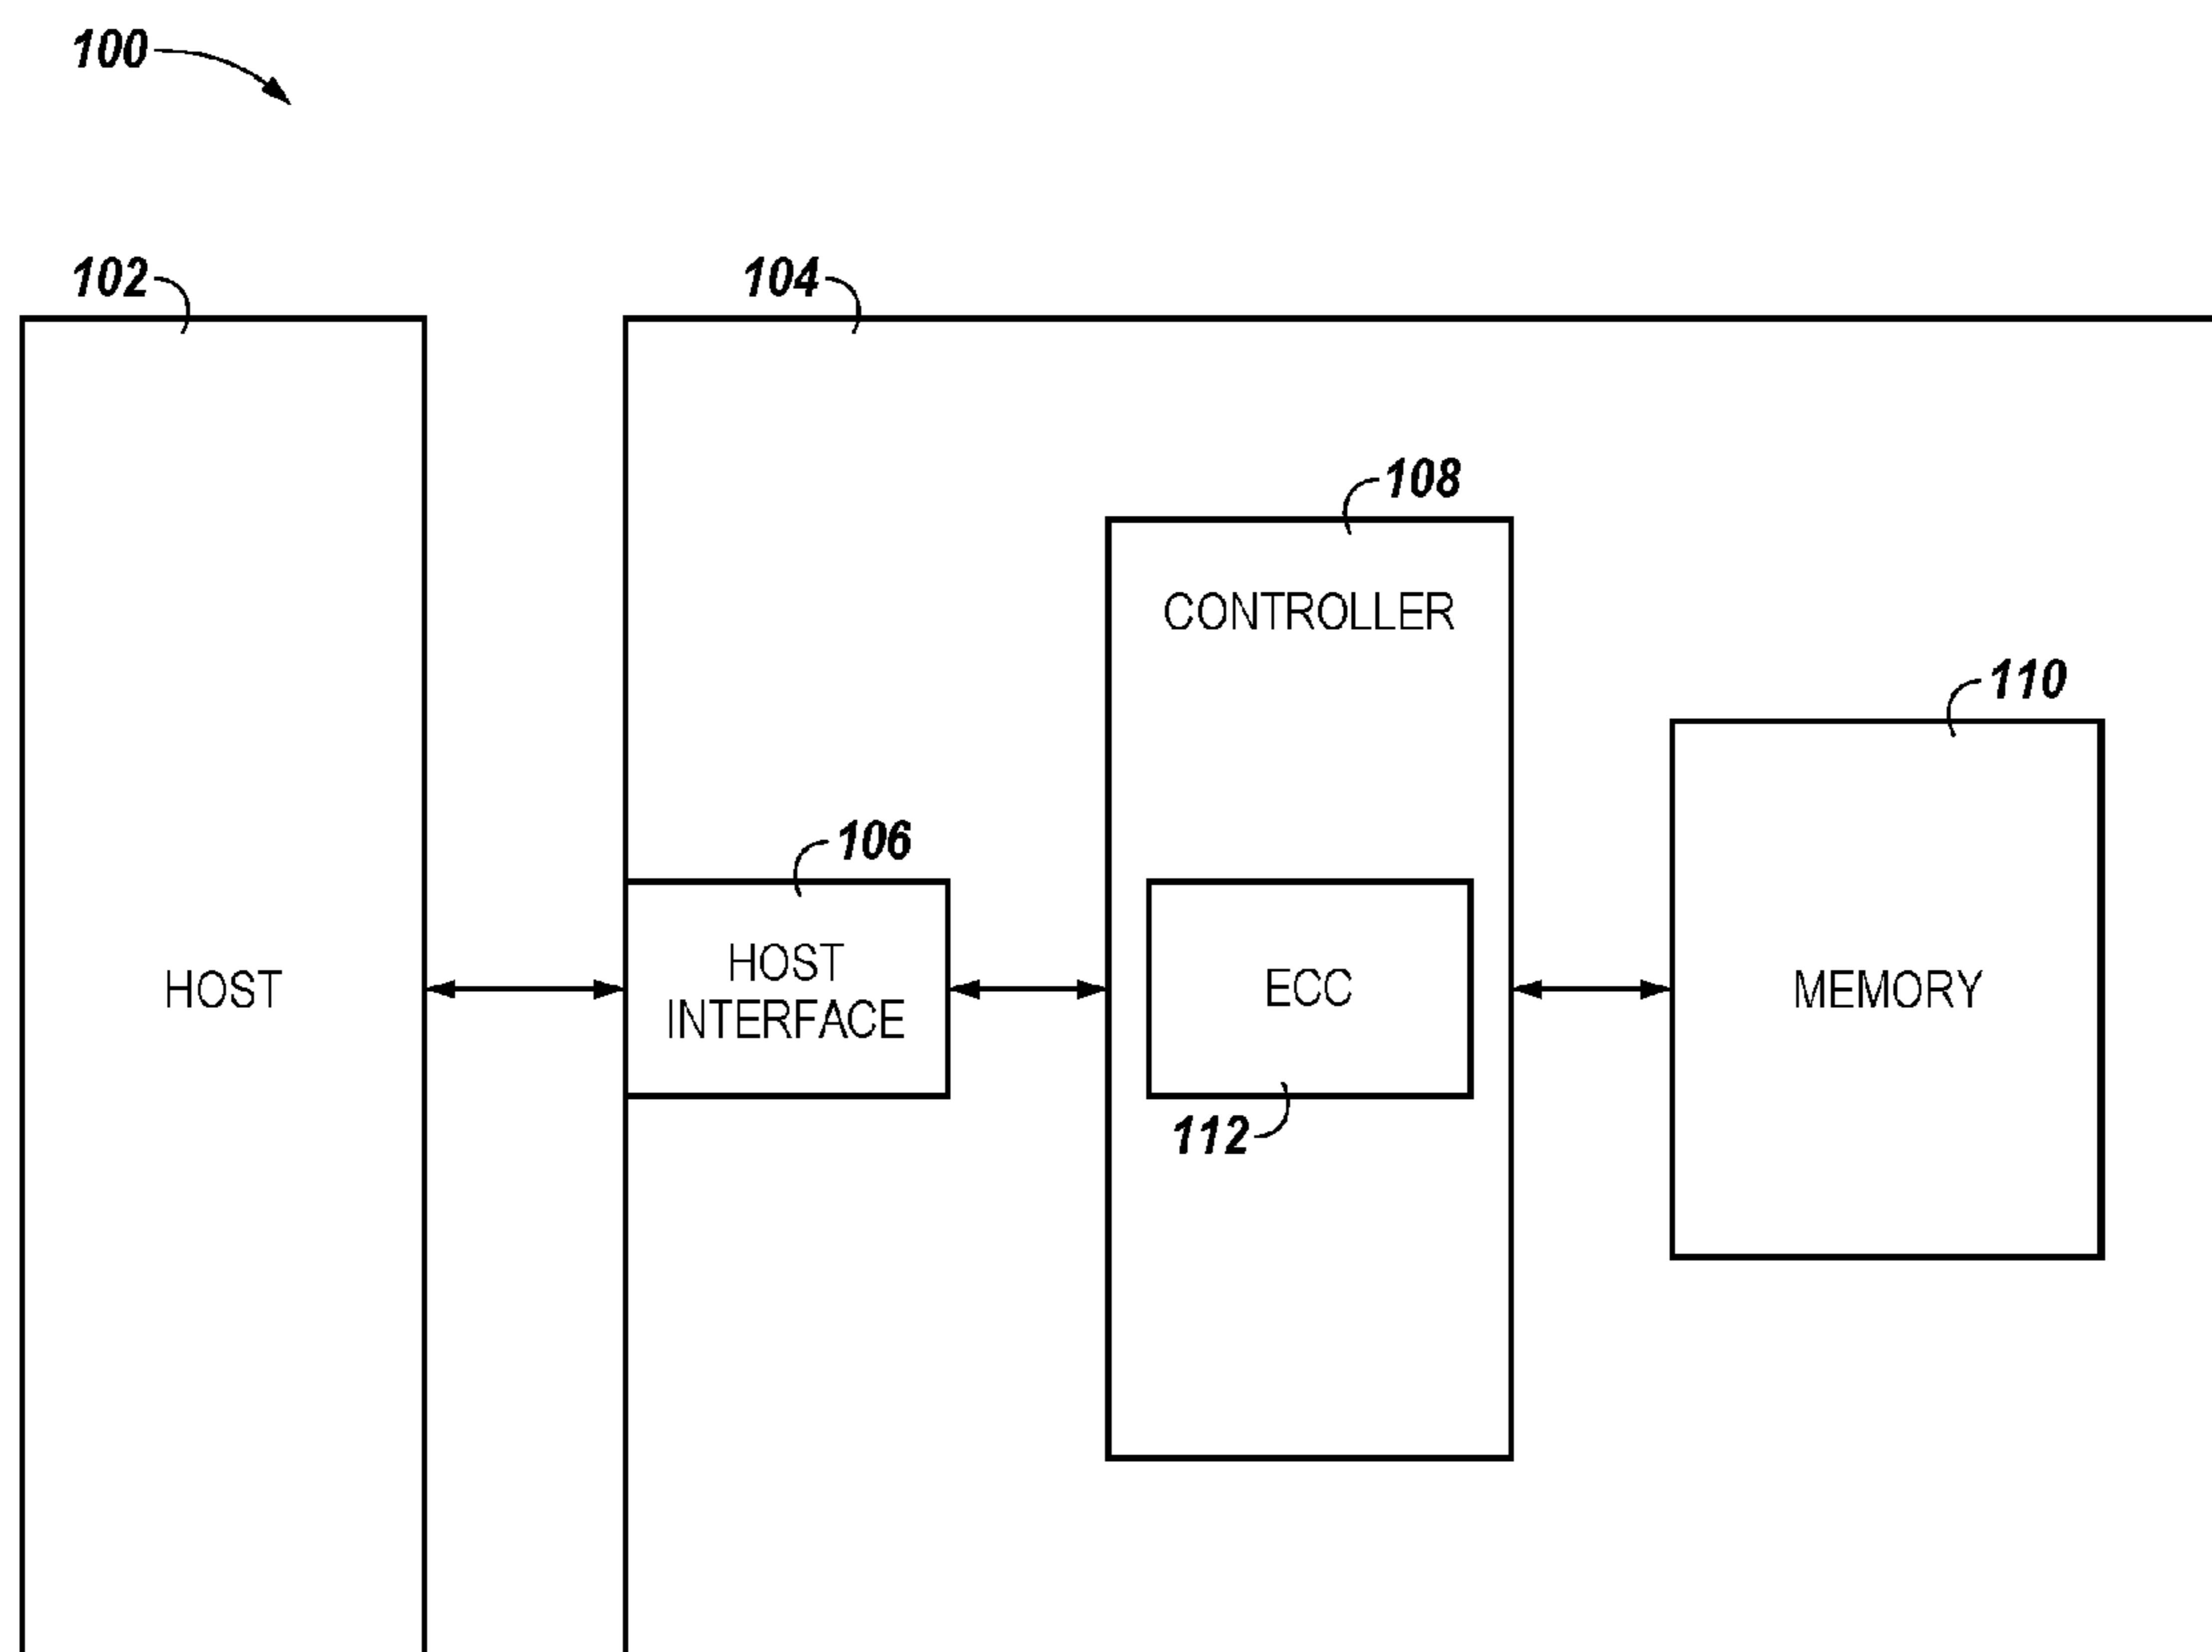 100
102
104
108
CONTROLLER
110
106
HOST
HOST
INTERFACE
ECC
MEMORY
112